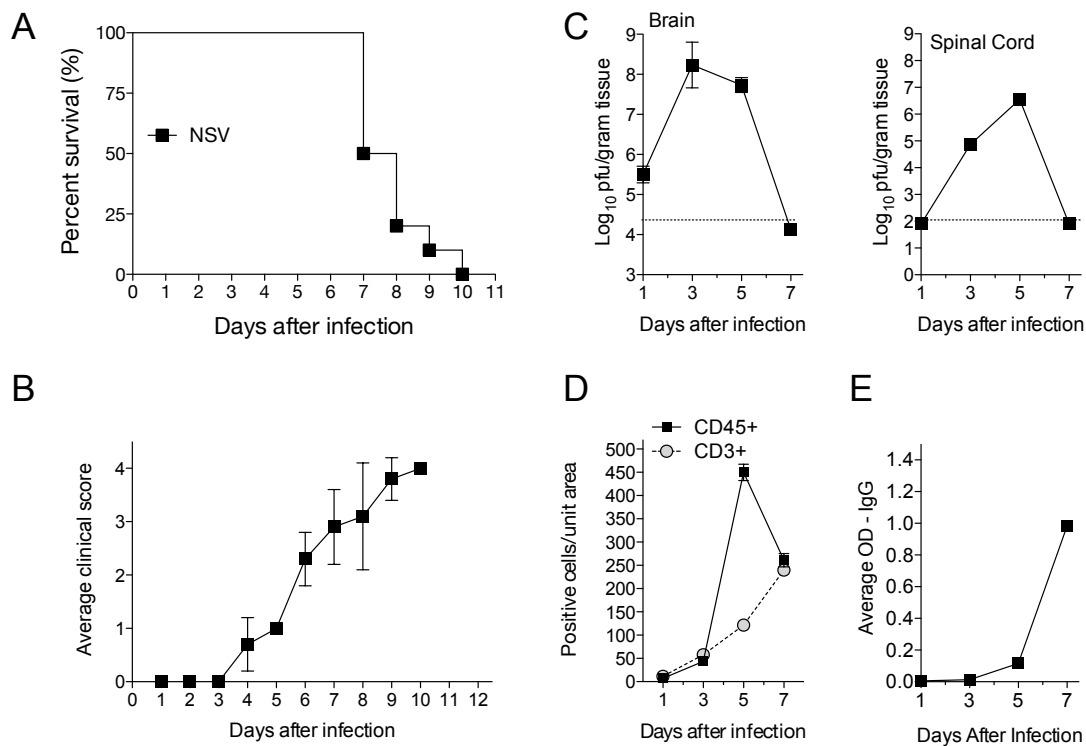 A
Percent survival (%)
100
75
50
25
0
NSV
0 1 2 3 4 5 6 7 8 9 10 11
Days after infection
B
Average clinical score
4
3
2
1
0
0 1 2 3 4 5 6 7 8 9 10 11 12
Days after infection
C
Brain
Log10 pfu/gram tissue
9
8
7
6
5
4
3
1 3 5 7
Days after infection
Spinal Cord
Log10 pfu/gram tissue
9
8
7
6
5
4
3
2
1
0
1 3 5 7
Days after infection
D
CD45+
CD3+
Positive cells/unit area
500
450
400
350
300
250
200
150
100
50
0
1 3 5 7
Days after infection
E
Average OD - IgG
1.4
1.2
1.0
0.8
0.6
0.4
0.2
0
1 3 5 7
Days After Infection